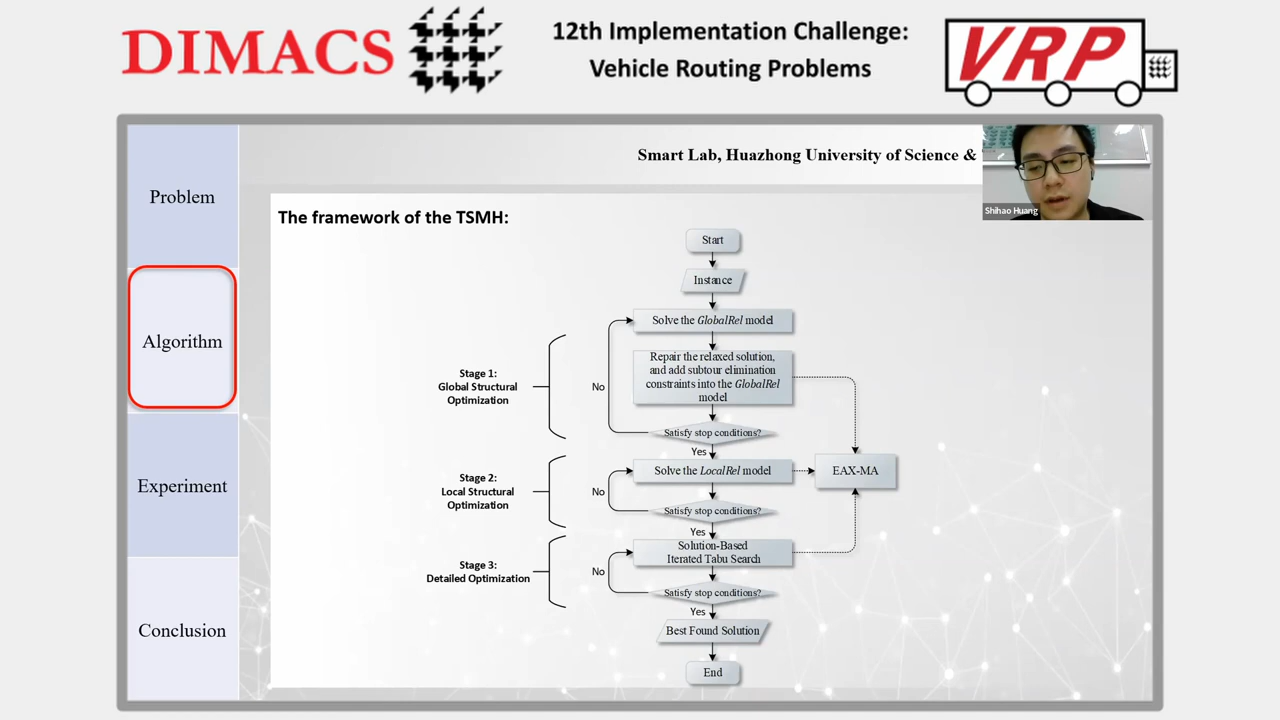 DIMACS
12th Implementation Challenge:
Vehicle Routing Problems
VRP
Problem
Algorithm
Experiment
Conclusion
Smart Lab, Huazhong University of Science &
Shihao Huang
The framework of the TSMH:
Start
Instance
Solve the GlobalRel model
Repair the relaxed solution,
and add subtour elimination
constraints into the GlobalRel
model
Satisfy stop conditions?
No
Yes
Stage 1:
Global Structural
Optimization
Solve the LocalRel model
EAX-MA
Satisfy stop conditions?
No
Yes
Stage 2:
Local Structural
Optimization
Solution-Based
Iterated Tabu Search
Satisfy stop conditions?
No
Yes
Stage 3:
Detailed Optimization
Best Found Solution
End